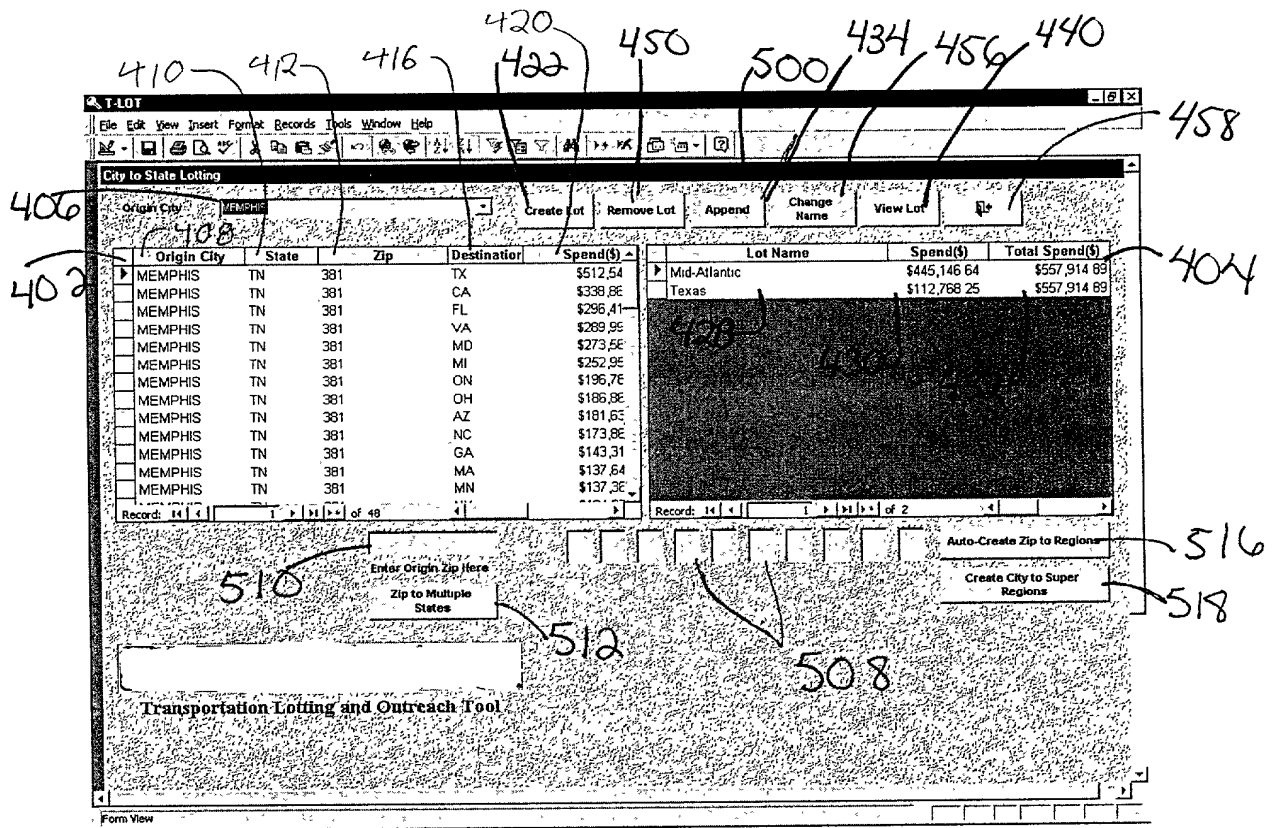 420
422 450 500 434 456 440
410 412 416
458
T-LOT
File Edit View Insert Format Records Tools Window Help
City to State Lotting
406 Origin City MEMPHIS Create Lot Remove Lot Append Change Name View Lot
408
402
404
Origin City State Zip Destination Spend($)
MEMPHIS TN 381 TX $512,54
MEMPHIS TN 381 CA $338,88
MEMPHIS TN 381 FL $296,41
MEMPHIS TN 381 VA $289,99
MEMPHIS TN 381 MD $273,58
MEMPHIS TN 381 MI $252,95
MEMPHIS TN 381 ON $196,78
MEMPHIS TN 381 OH $186,88
MEMPHIS TN 381 AZ $181,63
MEMPHIS TN 381 NC $173,88
MEMPHIS TN 381 GA $143,31
MEMPHIS TN 381 MA $137,64
MEMPHIS TN 381 MN $137,38
Record: 1 of 48
Lot Name Spend($) Total Spend($)
Mid-Atlantic $445,146 64 $557,914 89
Texas $112,768 25 $557,914 89
428 430
Record: 1 of 2
510 Enter Origin Zip Here
Zip to Multiple States
512
508
Auto-Create Zip to Regions 516
Create City to Super Regions 518
Transportation Lotting and Outreach Tool
Form View